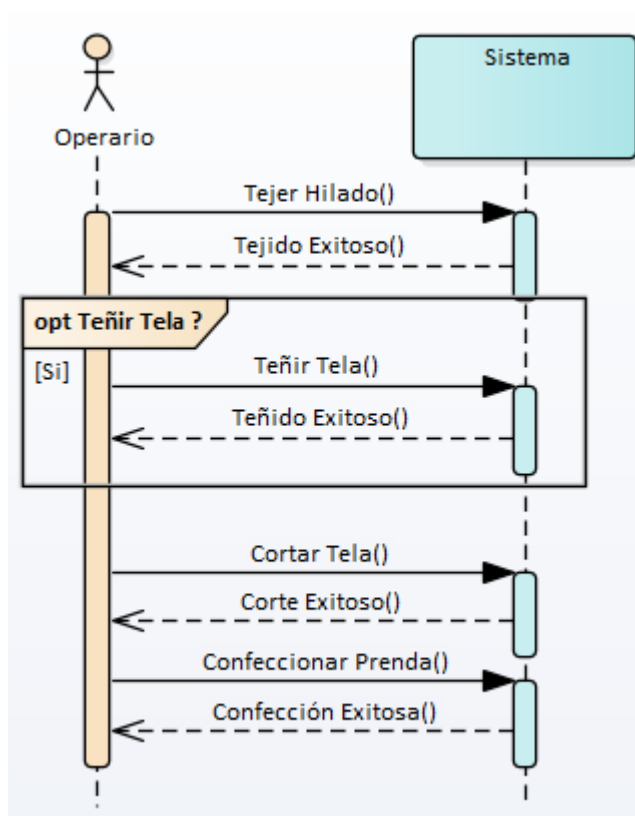 Sistema
Operario
Tejer Hilado()
Tejido Exitoso()
opt Teñir Tela ?
[Si]
Teñir Tela()
Teñido Exitoso()
Cortar Tela()
Corte Exitoso()
Confeccionar Prenda()
Confección Exitosa()